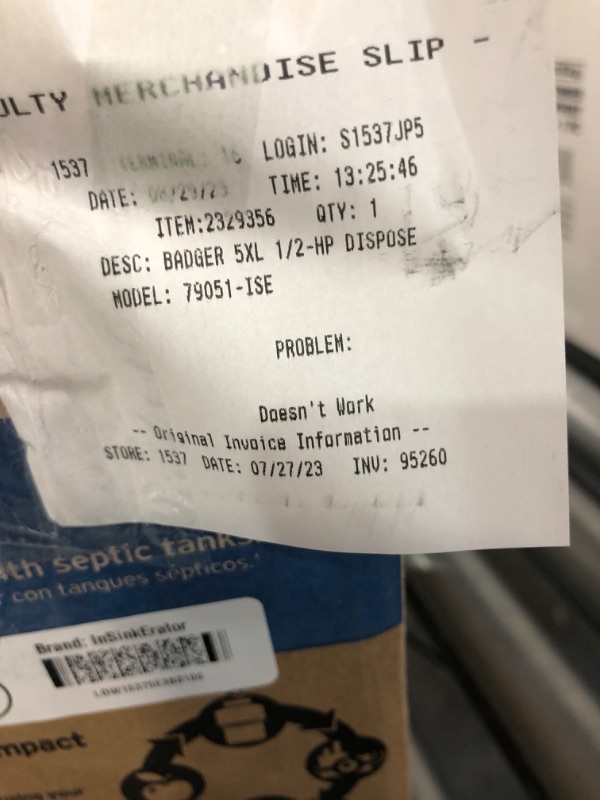 MERCHANDISE SLIP -
1537 TERMINAL: 16 LOGIN: S1537JP5
DATE: TIME: 13:25:46
ITEM:2329356 QTY: 1
DESC: BADGER 5XL 1/2-HP DISPOSE
MODEL: 79051-ISE
PROBLEM:
Doesn't Work
-- Original Invoice Information --
STORE: 1537 DATE: 07/27/23 INV: 95260
septic tanks.
con tanques sépticos.
Brand: InSinkErator